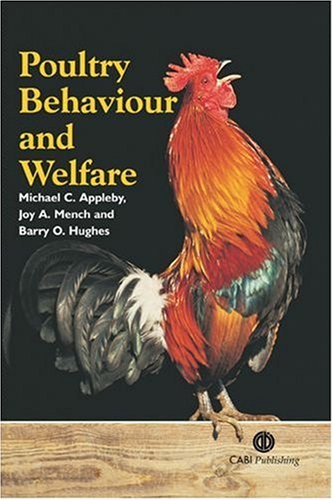 Poultry
Behaviour
and
Welfare
Michael C. Appleby,
Joy A. Mench and
Barry O. Hughes
CABI Publishing